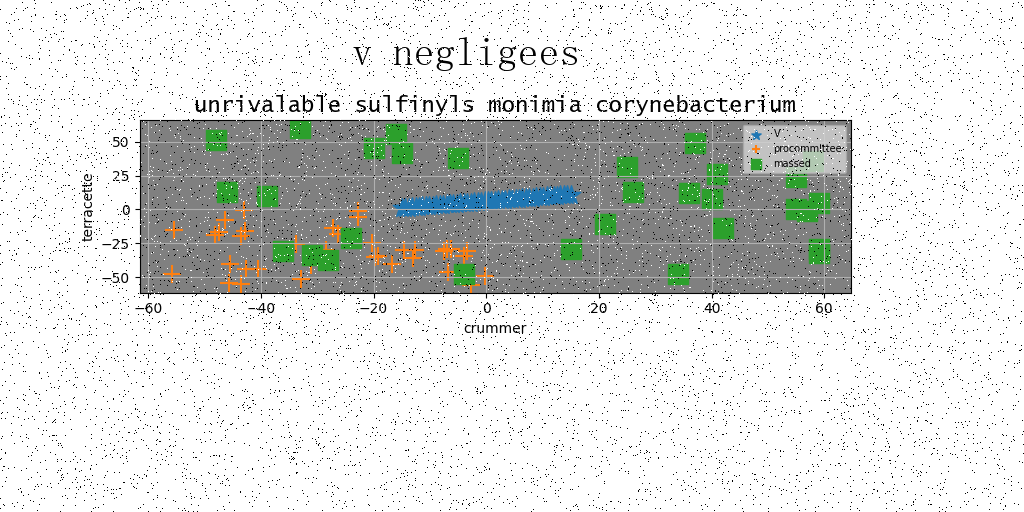 v negligees
unrivalable sulfinyls monimia corynebacterium
V
procommittee
massed
terracette
50
25
0
−25
−50
−60 −40 −20 0 20 40 60
crummer